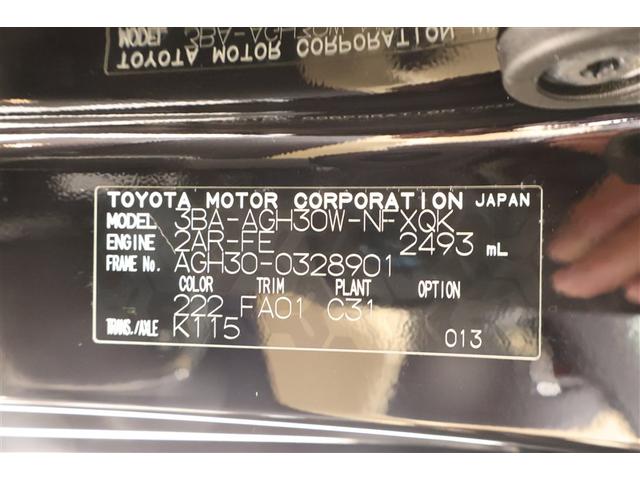 TOYOTA MOTOR CORPORATION JAPAN
MODEL 3BA-AGH30W-NFXQK
ENGINE 2AR-FE 2493 mL
FRAME No. AGH30-0328901
COLOR TRIM PLANT OPTION
222 FA01 C31
TRANS./AXLE K115 013